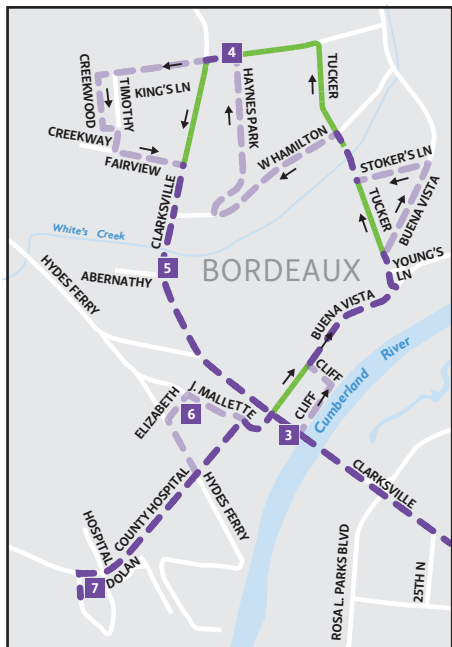 4
CREEKWOOD
TIMOTHY
KING'S LN
HAYNES PARK
TUCKER
W HAMILTON
CREEKWAY
FAIRVIEW
STOKER'S LN
TUCKER
BUENA VISTA
CLARKSVILLE
White's Creek
YOUNG'S
LN
HYDES FERRY
5
ABERNATHY
BORDEAUX
BUENA VISTA
CLIFF
CLIFF
Cumberland River
ELIZABETH
J. MALLETTE
6
3
CLARKSVILLE
COUNTY HOSPITAL
HYDES FERRY
HOSPITAL
DOLAN
7
ROSA L. PARKS BLVD
25TH N